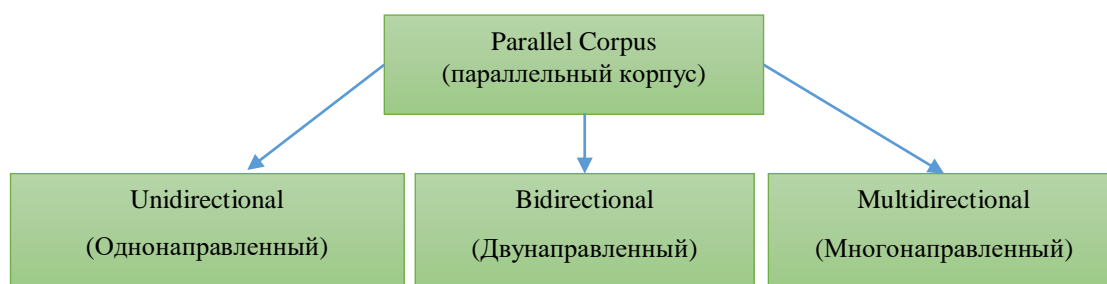 Parallel Corpus
(параллельный корпус)
Unidirectional
(Однонаправленный)
Bidirectional
(Двунаправленный)
Multidirectional
(Многонаправленный)